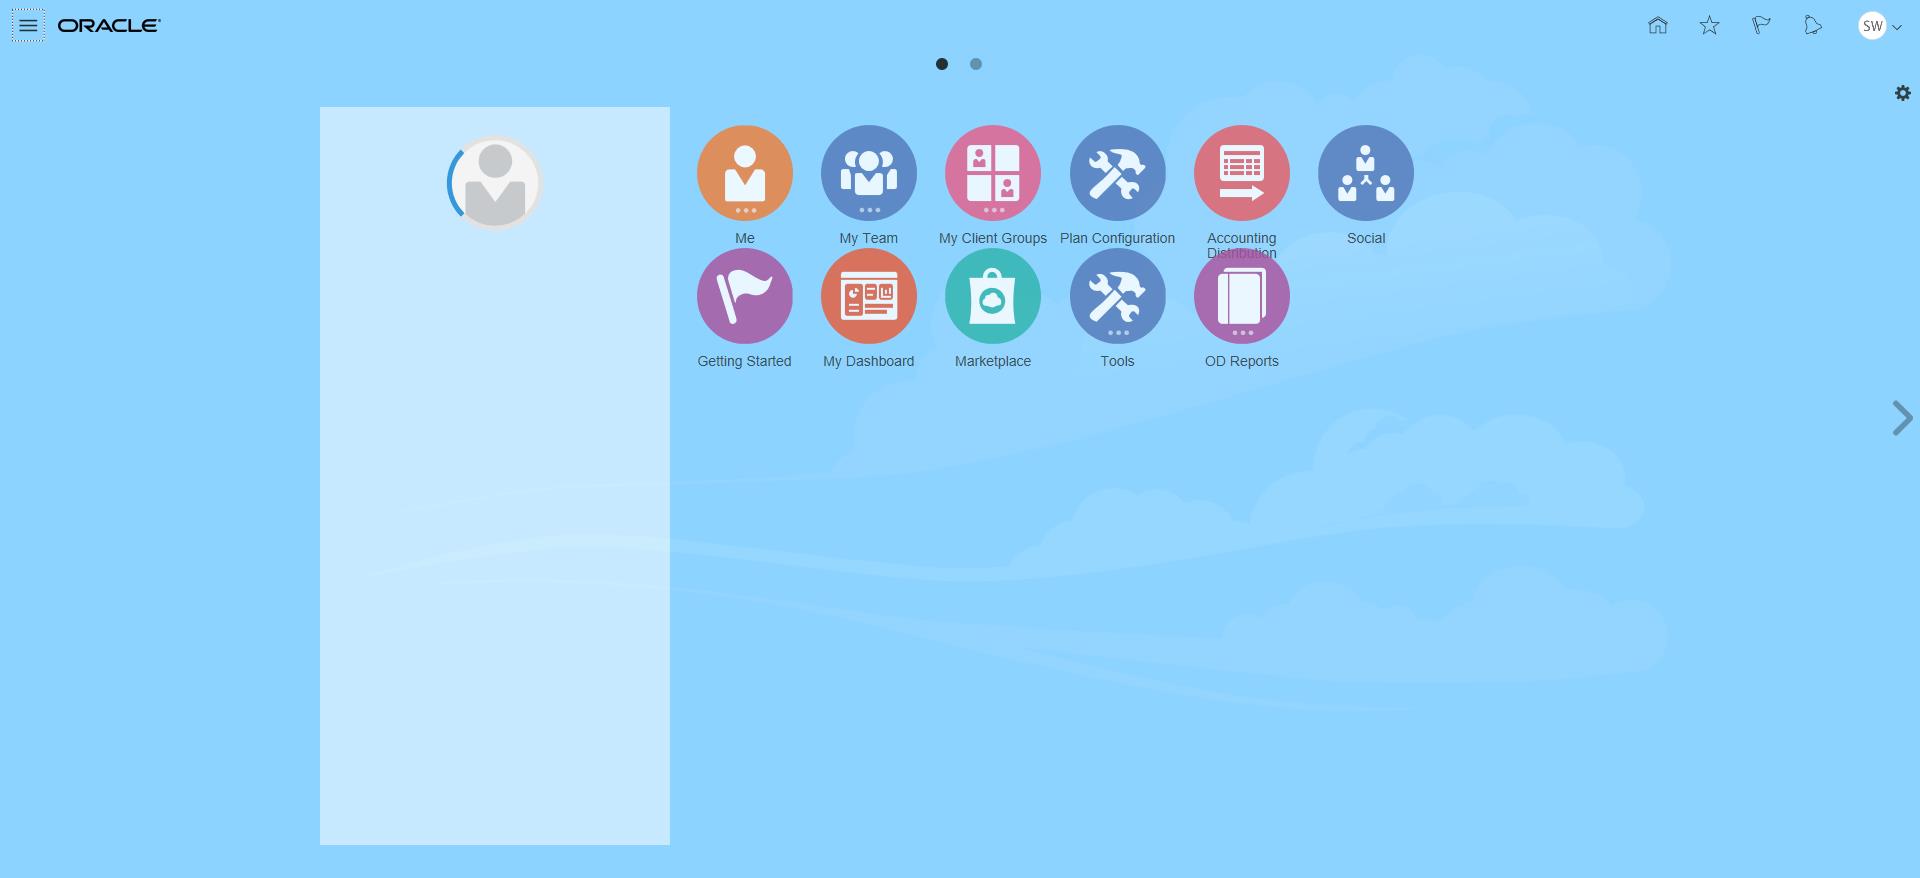 ORACLE
SW
Me
My Team
My Client Groups
Plan Configuration
Accounting
Distribution
Social
Getting Started
My Dashboard
Marketplace
Tools
OD Reports